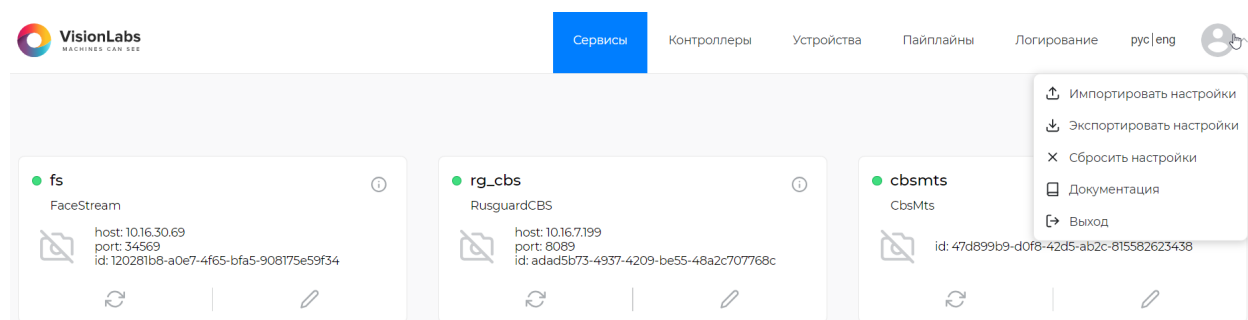 VisionLabs
MACHINES CAN SEE
Сервисы
Контроллеры
Устройства
Пайплайны
Логирование
рус|eng
Импортировать настройки
Экспортировать настройки
Сбросить настройки
Документация
Выход
fs
FaceStream
host: 10.16.30.69
port: 34569
id: 120281b8-a0e7-4f65-bfa5-908175e59f34
rg_cbs
RusguardCBS
host: 10.16.7.199
port: 8089
id: adad5b73-4937-4209-be55-48a2c707768c
cbsmts
CbsMts
id: 47d899b9-d0f8-42d5-ab2c-815582623438